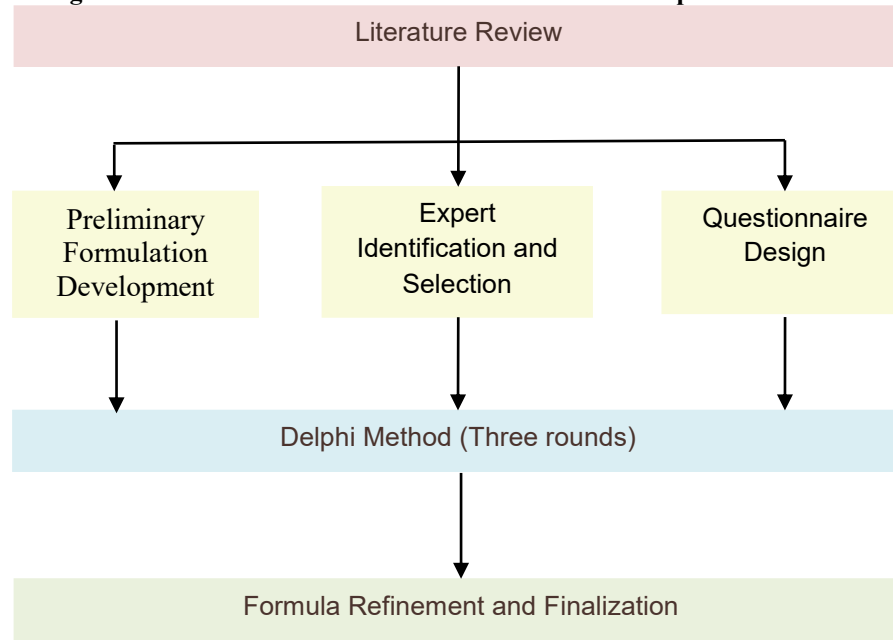 Literature Review
Preliminary
Formulation
Development
Expert
Identification and
Selection
Questionnaire
Design
Delphi Method (Three rounds)
Formula Refinement and Finalization